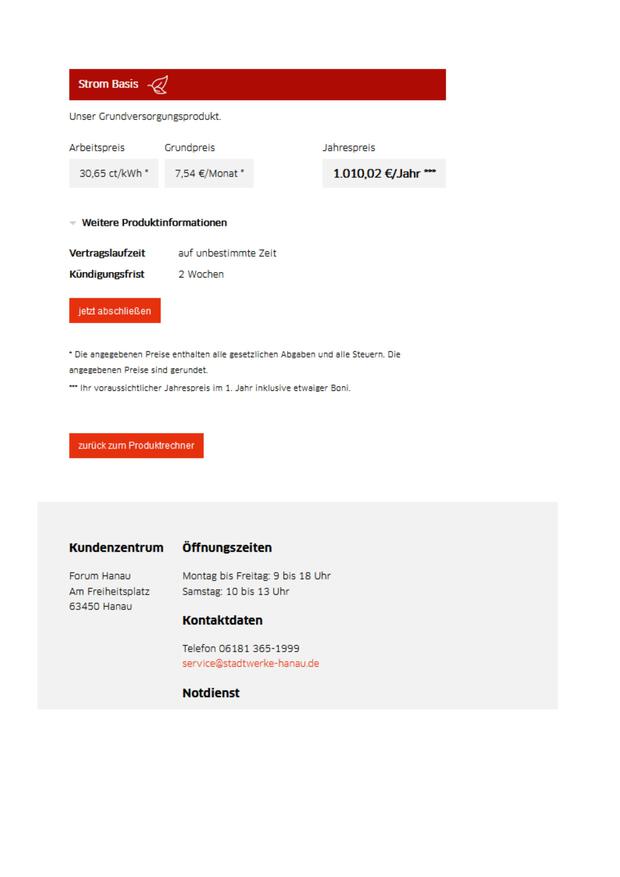 Strom Basis
Unser Grundversorgungsprodukt.
Arbeitspreis Grundpreis Jahrespreis
30,65 ct/kWh * 7,54 €/Monat * 1.010,02 €/Jahr ***
Weitere Produktinformationen
Vertragslaufzeit auf unbestimmte Zeit
Kündigungsfrist 2 Wochen
jetzt abschließen
* Die angegebenen Preise enthalten alle gesetzlichen Abgaben und alle Steuern. Die
angegebenen Preise sind gerundet.
*** Ihr voraussichtlicher Jahrespreis im 1. Jahr inklusive etwaiger Boni.
zurück zum Produktrechner
Kundenzentrum
Forum Hanau
Am Freiheitsplatz
63450 Hanau
Öffnungszeiten
Montag bis Freitag: 9 bis 18 Uhr
Samstag: 10 bis 13 Uhr
Kontaktdaten
Telefon 06181 365-1999
service@stadtwerke-hanau.de
Notdienst